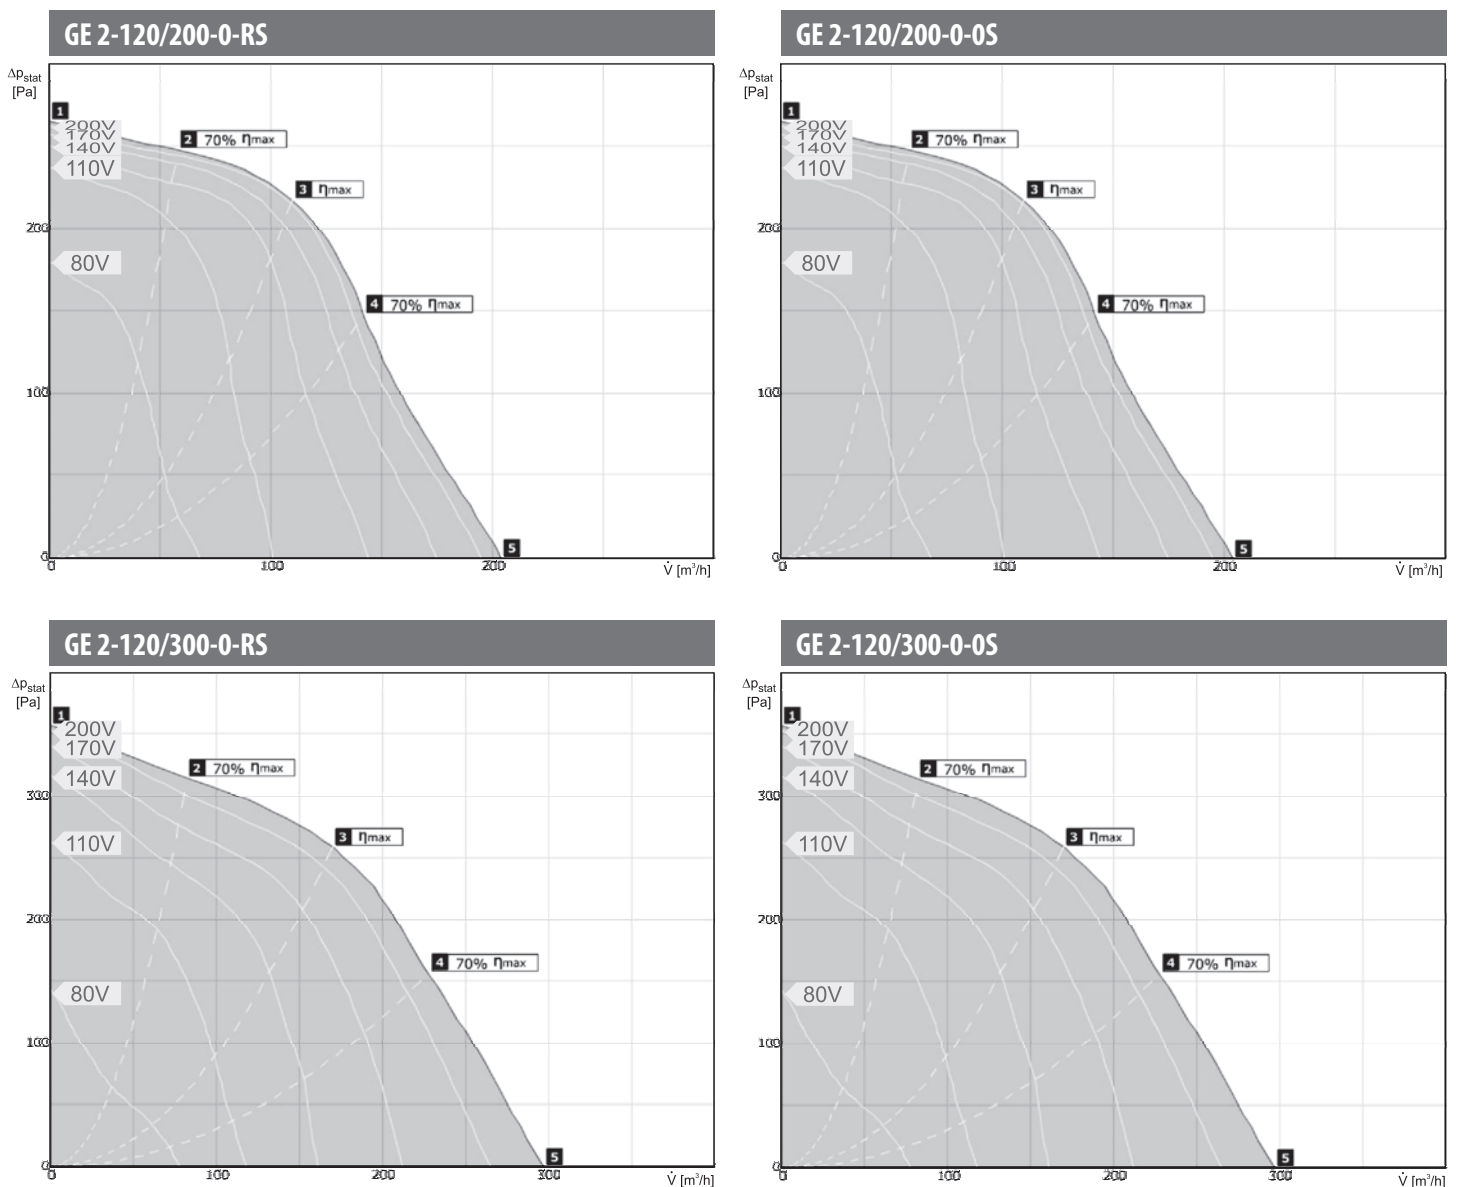 GE 2-120/200-0-RS
Δpstat
[Pa]
1
200V
170V
140V
110V
80V
2 70% ηmax
3 ηmax
4 70% ηmax
5
200
100
0
0 100 200
V̇ [m³/h]
GE 2-120/200-0-0S
Δpstat
[Pa]
1
200V
170V
140V
110V
80V
2 70% ηmax
3 ηmax
4 70% ηmax
5
200
100
0
0 100 200
V̇ [m³/h]
GE 2-120/300-0-RS
Δpstat
[Pa]
1
200V
170V
140V
110V
80V
2 70% ηmax
3 ηmax
4 70% ηmax
5
300
200
100
0
0 100 200 300
V̇ [m³/h]
GE 2-120/300-0-0S
Δpstat
[Pa]
1
200V
170V
140V
110V
80V
2 70% ηmax
3 ηmax
4 70% ηmax
5
300
200
100
0
0 100 200 300
V̇ [m³/h]